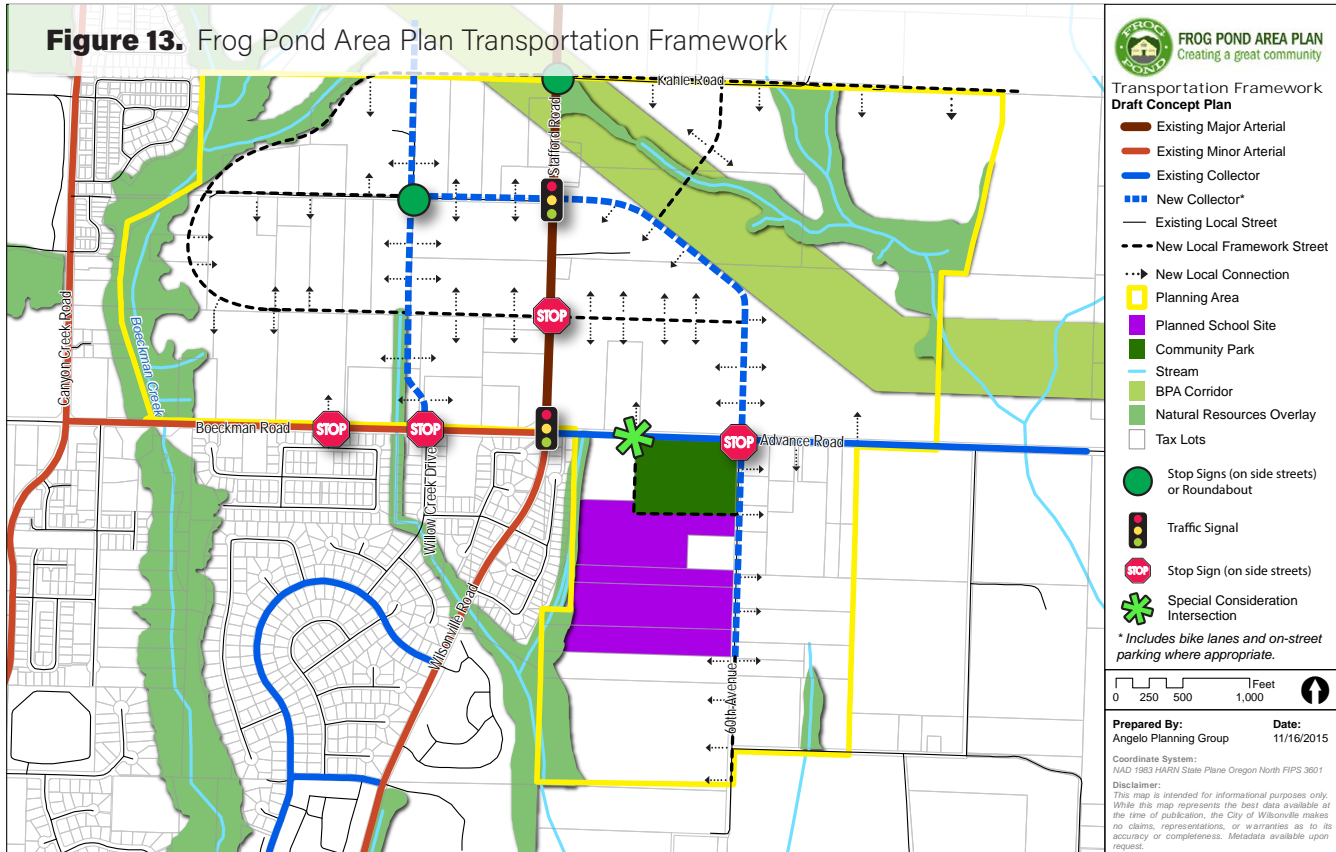 Figure 13. Frog Pond Area Plan Transportation Framework
Kahle Road
Stafford Road
Canyon Creek Road
Boeckman Creek
STOP
Boeckman Road
STOP
STOP
STOP
Advance Road
Willow Creek Drive
Wilsonville Road
60th Avenue
FROG
POND
FROG POND AREA PLAN
Creating a great community
Transportation Framework
Draft Concept Plan
Existing Major Arterial
Existing Minor Arterial
Existing Collector
New Collector*
Existing Local Street
New Local Framework Street
New Local Connection
Planning Area
Planned School Site
Community Park
Stream
BPA Corridor
Natural Resources Overlay
Tax Lots
Stop Signs (on side streets)
or Roundabout
Traffic Signal
STOP
Stop Sign (on side streets)
Special Consideration
Intersection
* Includes bike lanes and on-street
parking where appropriate.
Feet
0 250 500 1,000
Prepared By: Date:
Angelo Planning Group 11/16/2015
Coordinate System:
NAD 1983 HARN State Plane Oregon North FIPS 3601
Disclaimer:
This map is intended for informational purposes only.
While this map represents the best data available at
the time of publication, the City of Wilsonville makes
no claims, representations, or warranties as to its
accuracy or completeness. Metadata available upon
request.